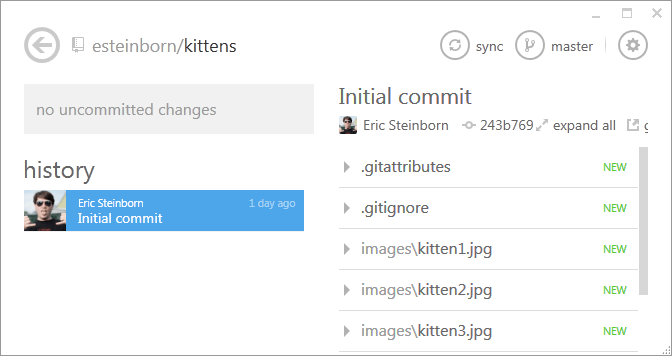 esteinborn/kittens
sync
master
no uncommitted changes
history
Eric Steinborn
1 day ago
Initial commit
Initial commit
Eric Steinborn
243b769
expand all
g
.gitattributes
NEW
.gitignore
NEW
images\kitten1.jpg
NEW
images\kitten2.jpg
NEW
images\kitten3.jpg
NEW